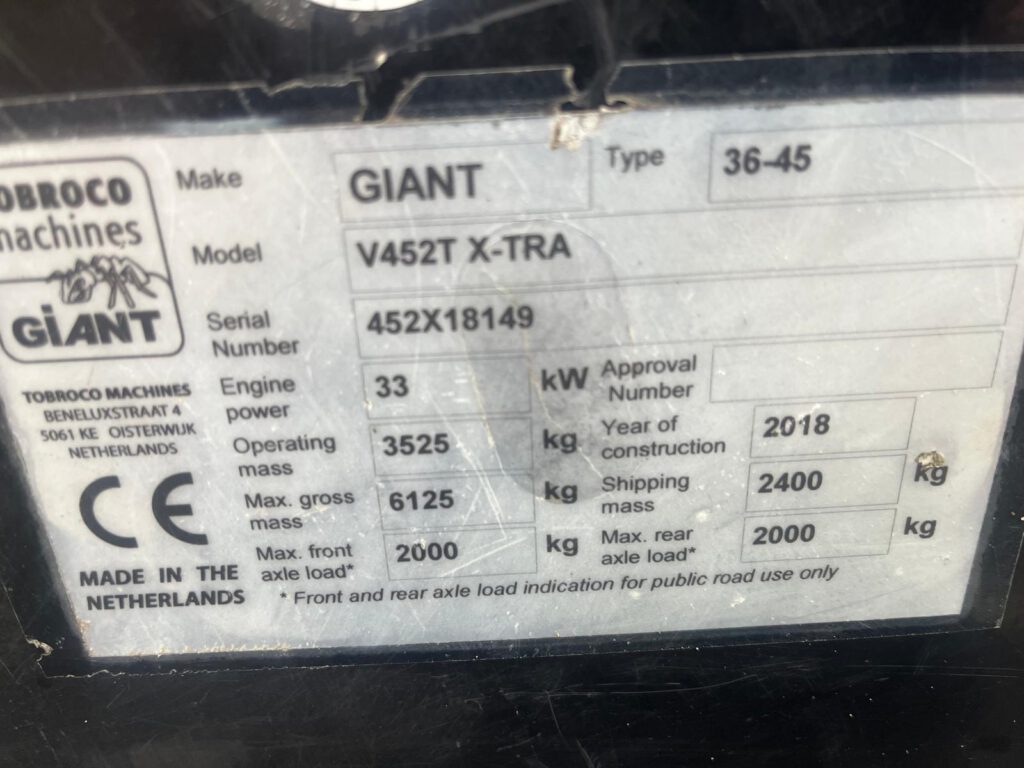 TOBROCO
machines
GiANT
TOBROCO MACHINES
BENELUXSTRAAT 4
5061 KE OISTERWIJK
NETHERLANDS
CE
MADE IN THE
NETHERLANDS
Make GIANT Type 36-45
Model V452T X-TRA
Serial
Number 452X18149
Engine
power 33 kW
Approval
Number
Operating
mass 3525 kg
Year of
construction 2018
Max. gross
mass 6125 kg
Shipping
mass 2400 kg
Max. front
axle load* 2000 kg
Max. rear
axle load* 2000 kg
* Front and rear axle load indication for public road use only